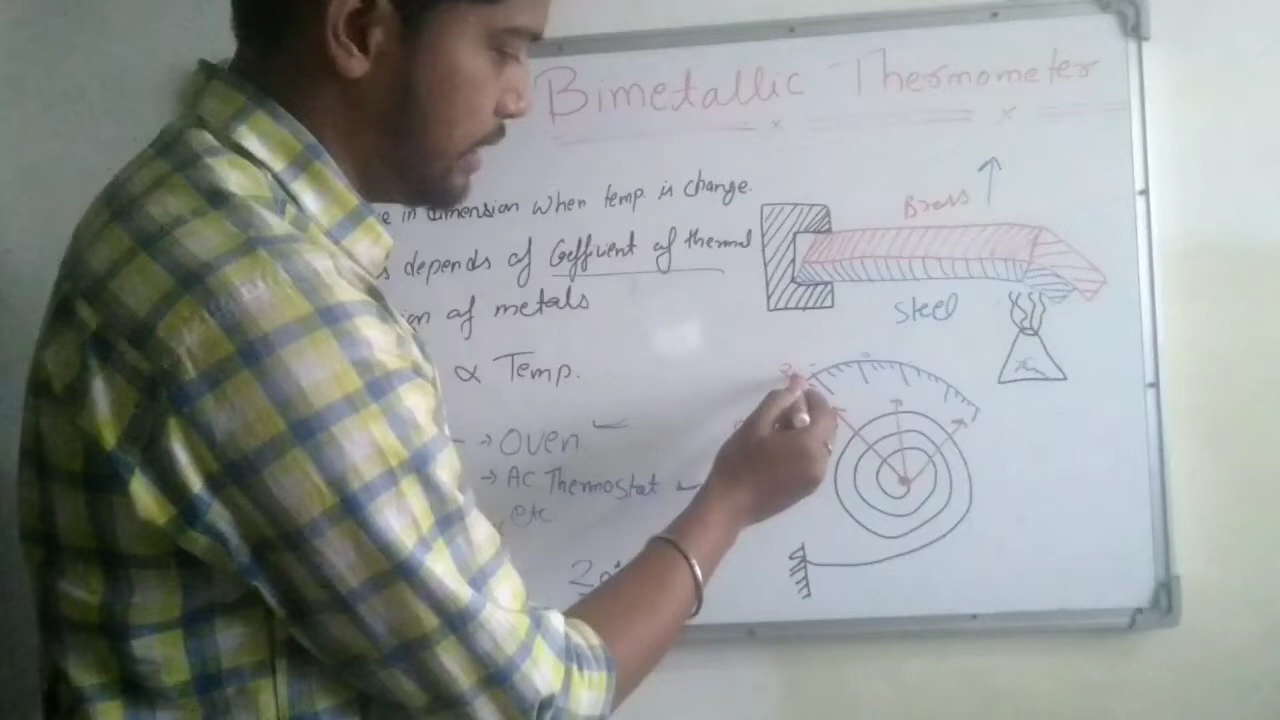 Bimetallic Thermometer
e in dimension when temp. is change.
s depends of Coefficient of thermal
of metals
∝ Temp.
→ Oven
→ AC Thermostat
etc
Brass
Steel